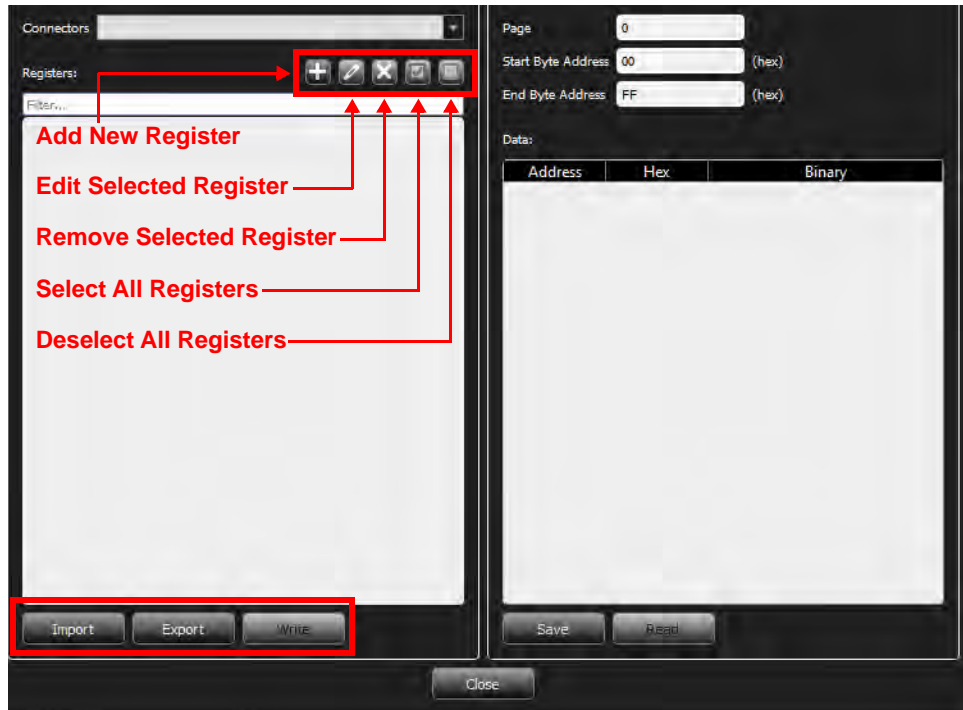 Connectors
Registers:
Filter...
Add New Register
Edit Selected Register
Remove Selected Register
Select All Registers
Deselect All Registers
Import Export Write
Page 0
Start Byte Address 00 (hex)
End Byte Address FF (hex)
Data:
Address Hex Binary
Save Read
Close